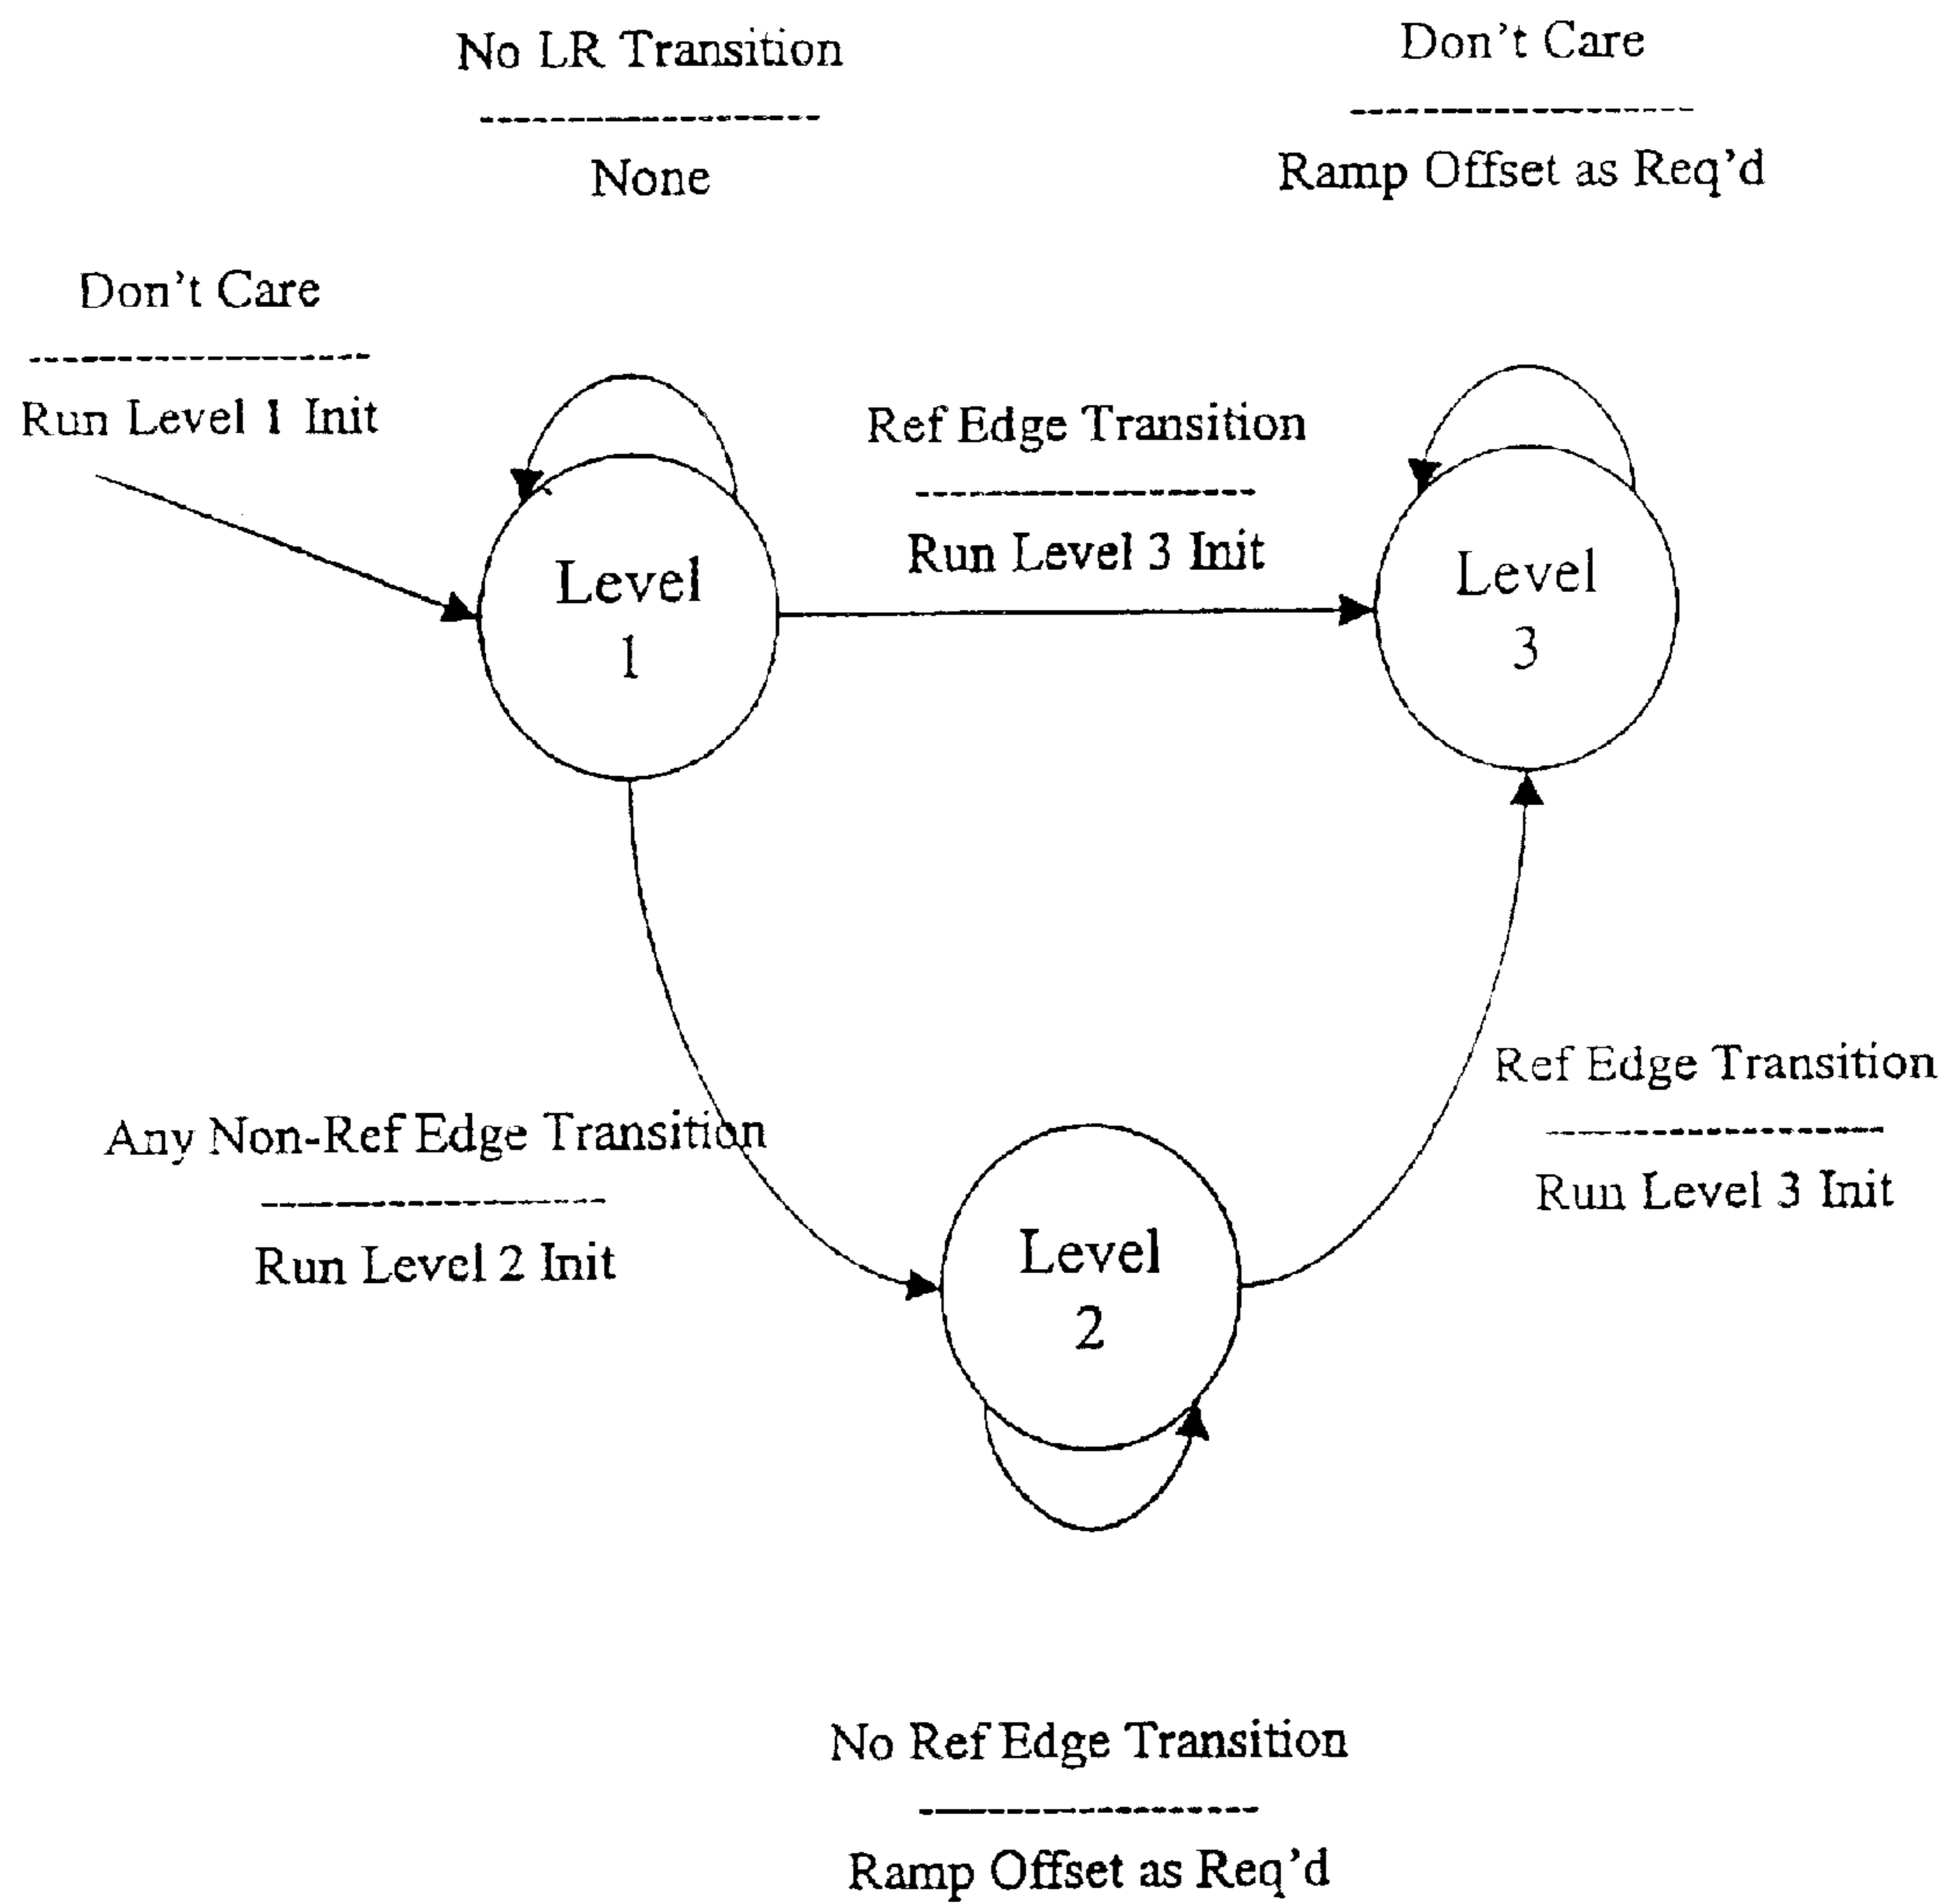 No LR Transition
None
Don't Care
Ramp Offset as Req'd
Don't Care
Run Level 1 Init
Ref Edge Transition
Run Level 3 Init
Level
1
Level
3
Any Non-Ref Edge Transition
Run Level 2 Init
Level
2
Ref Edge Transition
Run Level 3 Init
No Ref Edge Transition
Ramp Offset as Req'd